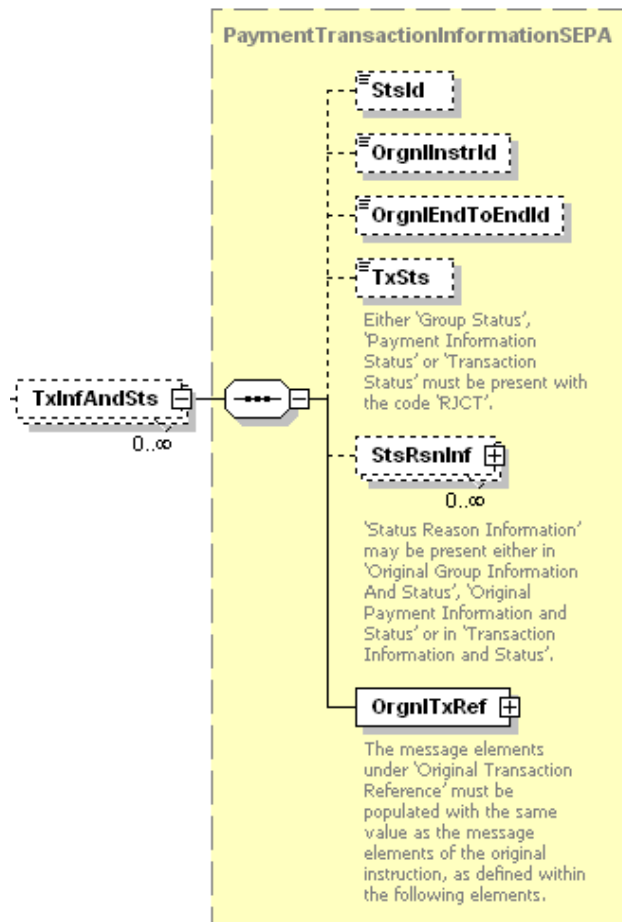 PaymentTransactionInformationSEPA
StsId
OrgnlInstrId
OrgnlEndToEndId
TxSts
Either 'Group Status',
'Payment Information
Status' or 'Transaction
Status' must be present with
the code 'RJCT'.
TxInfAndSts
0..∞
StsRsnInf
0..∞
'Status Reason Information'
may be present either in
'Original Group Information
And Status', 'Original
Payment Information and
Status' or in 'Transaction
Information and Status'.
OrgnlTxRef
The message elements
under 'Original Transaction
Reference' must be
populated with the same
value as the message
elements of the original
instruction, as defined within
the following elements.